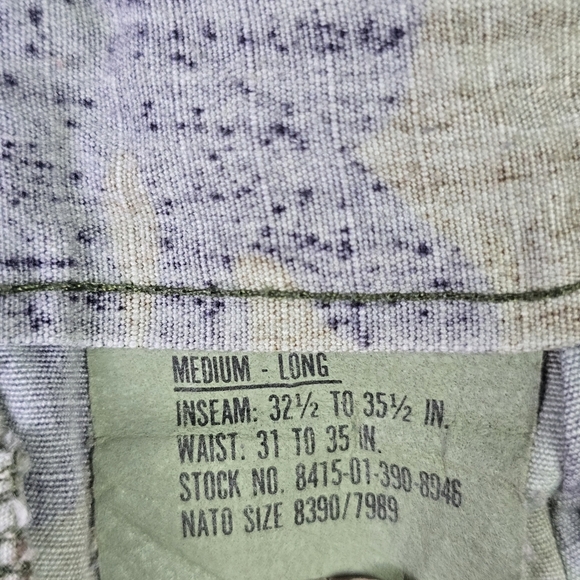 MEDIUM - LONG
INSEAM: 32½ TO 35½ IN.
WAIST: 31 TO 35 IN.
STOCK NO. 8415-01-390-8946
NATO SIZE 8390/7989